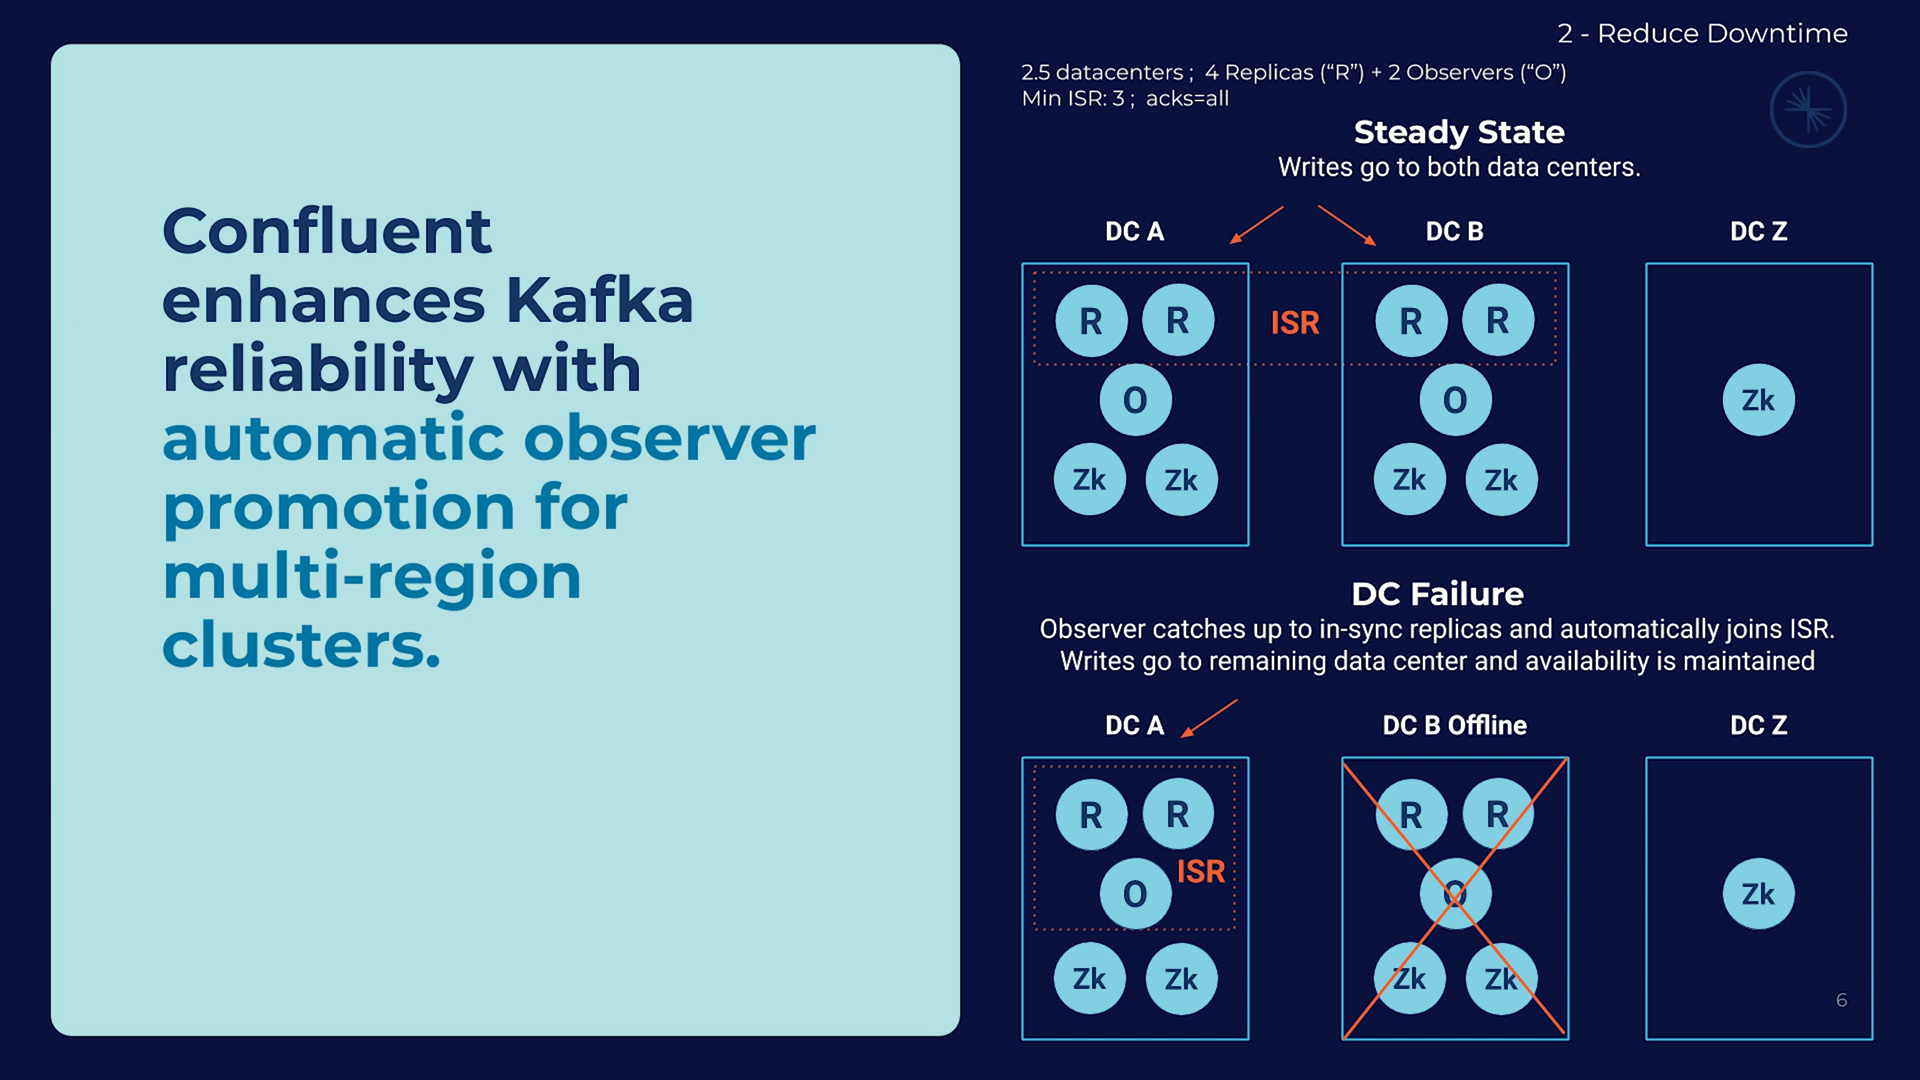 2 - Reduce Downtime
Confluent
enhances Kafka
reliability with
automatic observer
promotion for
multi-region
clusters.
2.5 datacenters ;  4 Replicas (“R”) + 2 Observers (“O”)
Min ISR: 3 ;  acks=all
Steady State
Writes go to both data centers.
DC A
DC B
DC Z
R R ISR R R
O O Zk
Zk Zk Zk Zk
DC Failure
Observer catches up to in-sync replicas and automatically joins ISR.
Writes go to remaining data center and availability is maintained
DC A
DC B Offline
DC Z
R R R R
ISR
O O Zk
Zk Zk Zk Zk
6